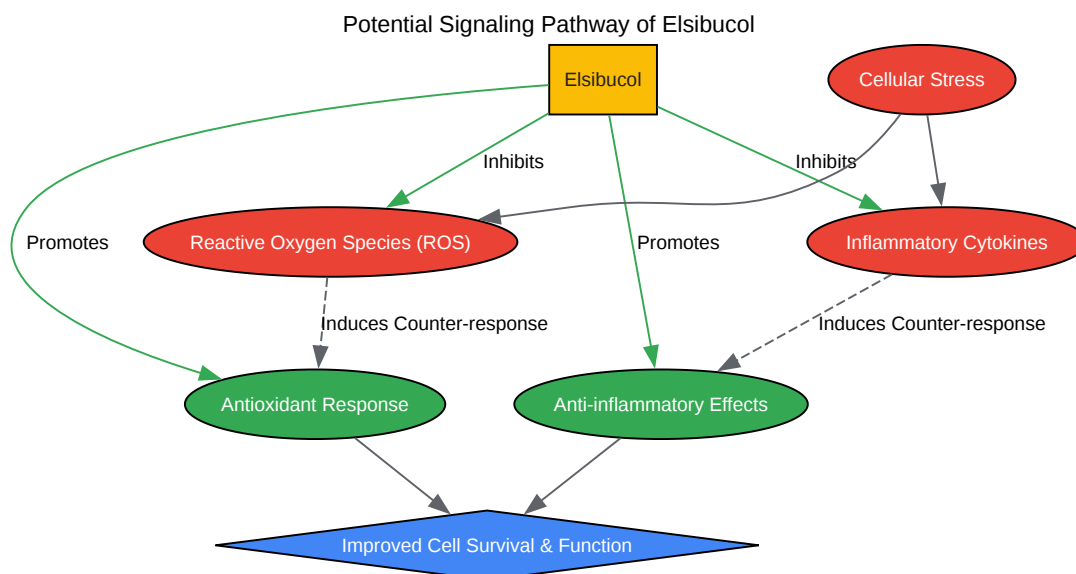 Potential Signaling Pathway of Elsibucol
Elsibucol
Cellular Stress
Inhibits
Inhibits
Reactive Oxygen Species (ROS)
Promotes
Promotes
Inflammatory Cytokines
Induces Counter-response
Induces Counter-response
Antioxidant Response
Anti-inflammatory Effects
Improved Cell Survival & Function